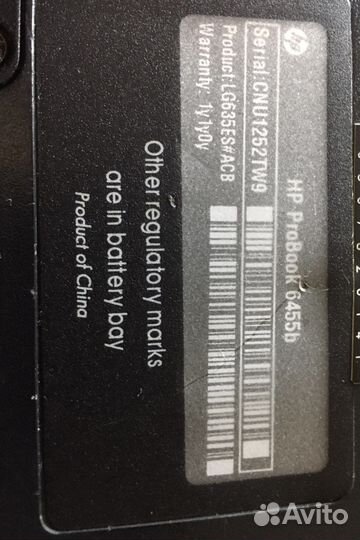 hp
HP ProBook 6455b
Serial:CNU1252TW9
Product:LG635ES#ACB
Warranty: 1y1y0y
Other regulatory marks
are in battery bay
Product of China
Avito